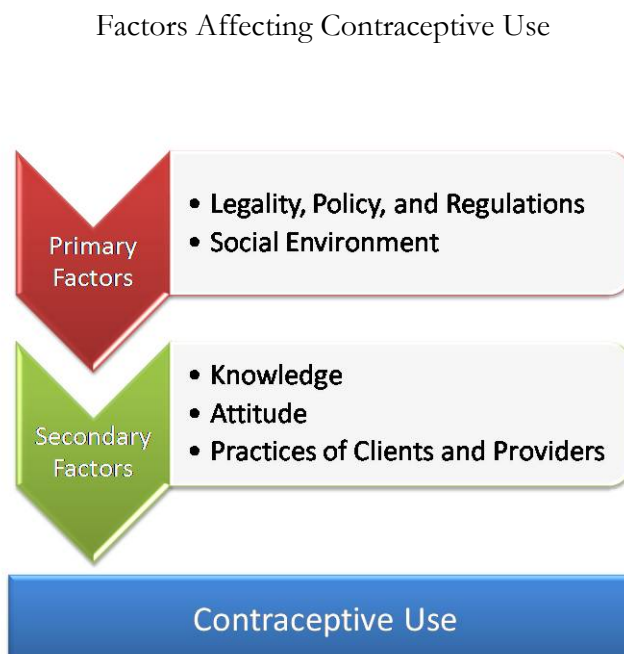 Factors Affecting Contraceptive Use
Primary
Factors
• Legality, Policy, and Regulations
• Social Environment
Secondary
Factors
• Knowledge
• Attitude
• Practices of Clients and Providers
Contraceptive Use